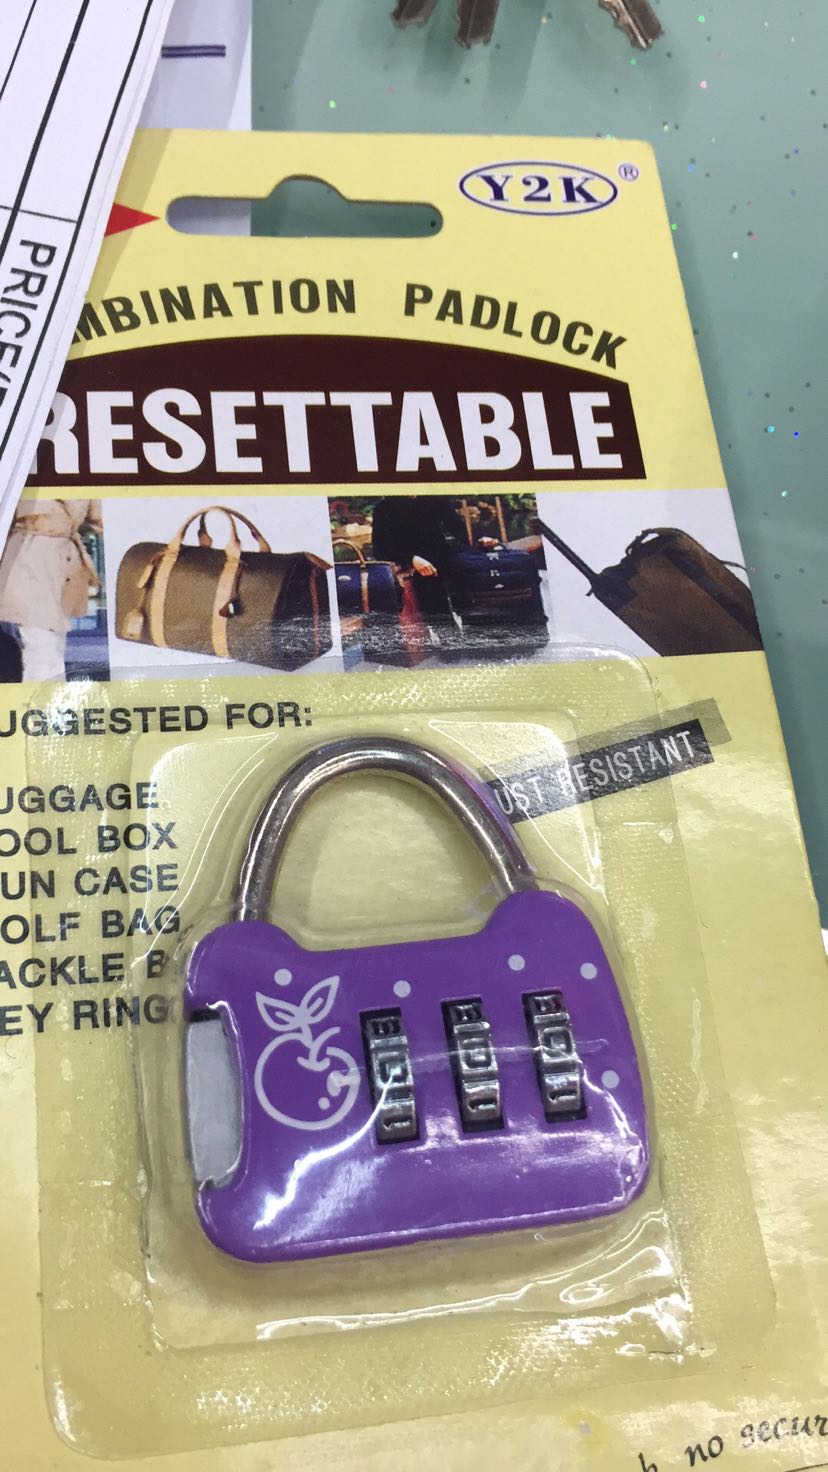 Y2K®
MBINATION PADLOCK
RESETTABLE
PRICE
UGGESTED FOR:
UGGAGE
OOL BOX
UN CASE
OLF BAG
ACKLE B
EY RING
UST RESISTANT
h no secur